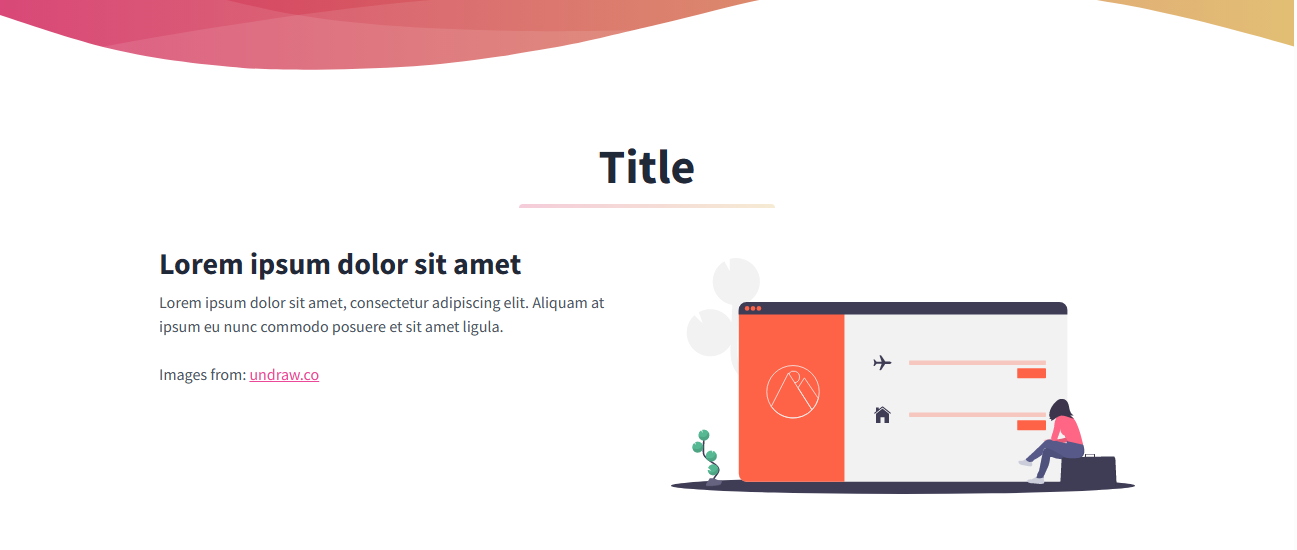 Title
Lorem ipsum dolor sit amet
Lorem ipsum dolor sit amet, consectetur adipiscing elit. Aliquam at
ipsum eu nunc commodo posuere et sit amet ligula.
Images from: undraw.co